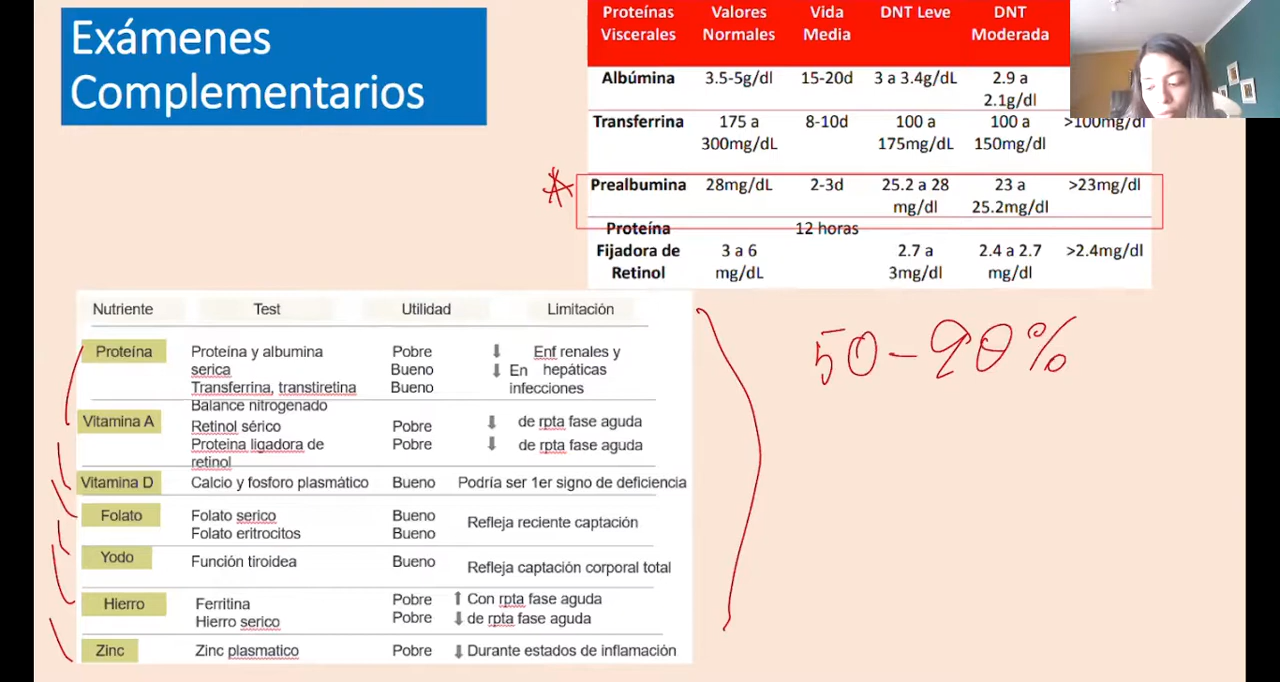 Exámenes
Complementarios
Proteínas Viscerales Valores Normales Vida Media DNT Leve DNT Moderada
Albúmina 3.5-5g/dl 15-20d 3 a 3.4g/dL 2.9 a 2.1g/dl
Transferrina 175 a 300mg/dL 8-10d 100 a 175mg/dL 100 a 150mg/dl >100mg/dl
Prealbumina 28mg/dL 2-3d 25.2 a 28 mg/dl 23 a 25.2mg/dl >23mg/dl
Proteína Fijadora de Retinol 3 a 6 mg/dL 12 horas 2.7 a 3mg/dl 2.4 a 2.7 mg/dl >2.4mg/dl
Nutriente Test Utilidad Limitación
Proteína Proteína y albumina Pobre ↓ Enf renales y
serica Bueno ↓ En hepáticas
Transferrina, transtiretina Bueno infecciones
Balance nitrogenado
Vitamina A Retinol sérico Pobre ↓ de rpta fase aguda
Proteina ligadora de Pobre ↓ de rpta fase aguda
retinol
Vitamina D Calcio y fosforo plasmático Bueno Podría ser 1er signo de deficiencia
Folato Folato serico Bueno Refleja reciente captación
Folato eritrocitos Bueno
Yodo Función tiroidea Bueno Refleja captación corporal total
Hierro Ferritina Pobre ↑ Con rpta fase aguda
Hierro serico Pobre ↓ de rpta fase aguda
Zinc Zinc plasmatico Pobre ↓ Durante estados de inflamación
50-90%